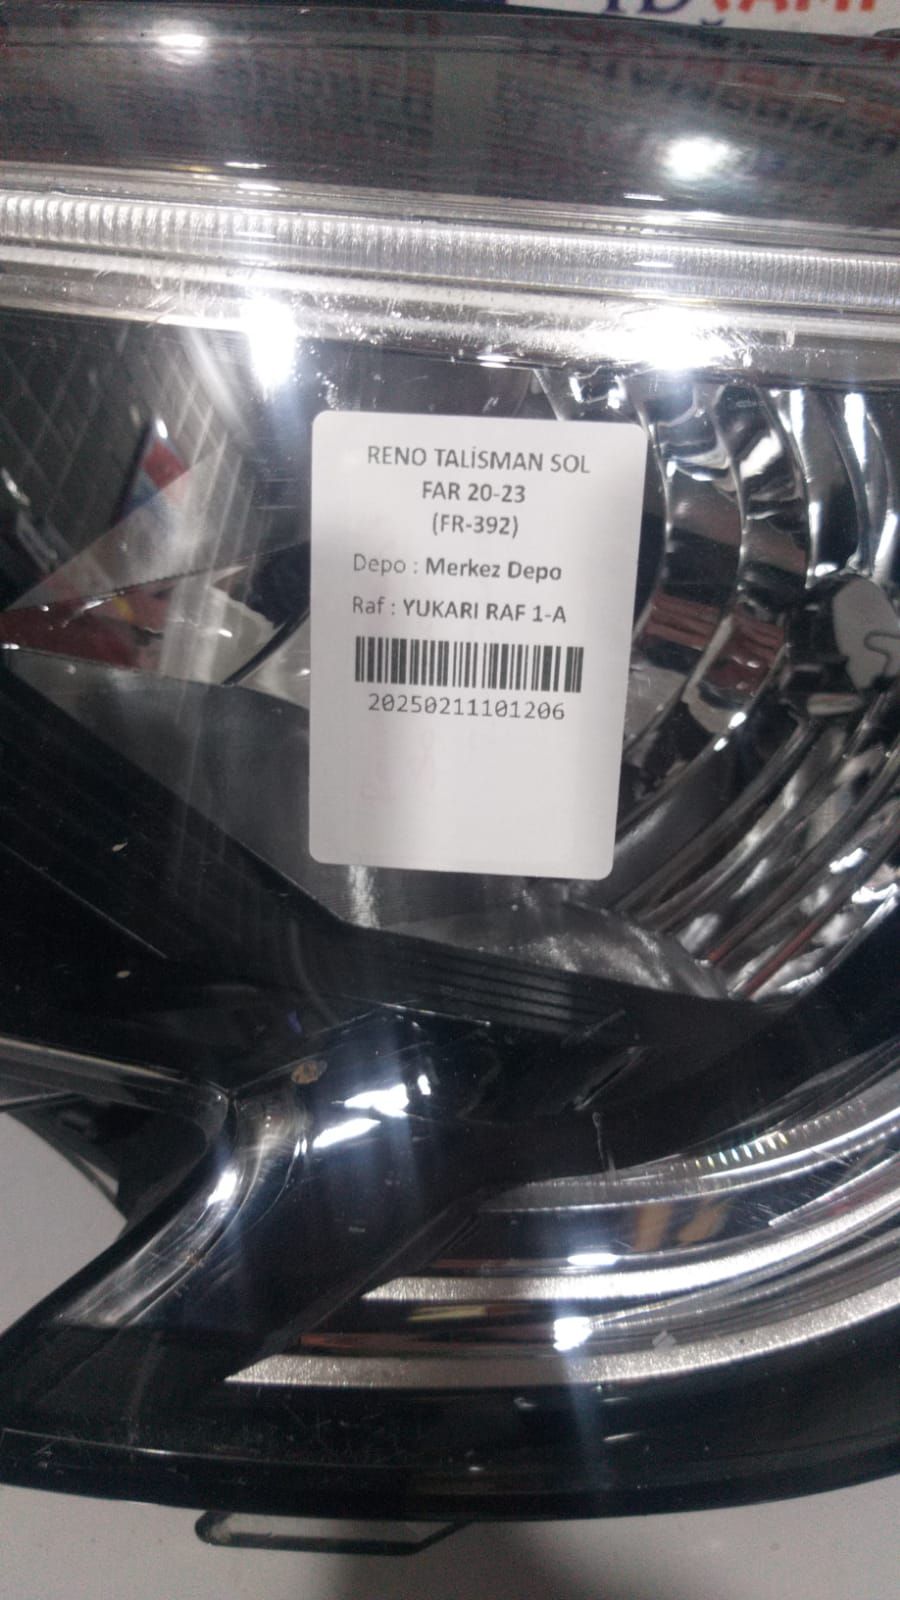 RENO TALİSMAN SOL
FAR 20-23
(FR-392)
Depo : Merkez Depo
Raf : YUKARI RAF 1-A
20250211101206